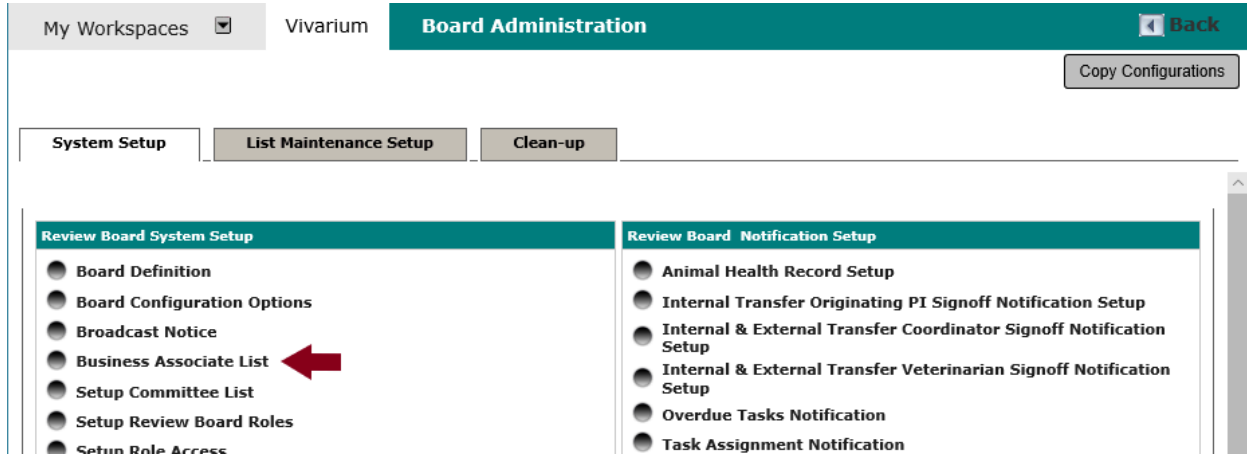 My Workspaces
Vivarium
Board Administration
Back
Copy Configurations
System Setup
List Maintenance Setup
Clean-up
Review Board System Setup
Board Definition
Board Configuration Options
Broadcast Notice
Business Associate List
Setup Committee List
Setup Review Board Roles
Setup Role Access
Review Board Notification Setup
Animal Health Record Setup
Internal Transfer Originating PI Signoff Notification Setup
Internal & External Transfer Coordinator Signoff Notification
Setup
Internal & External Transfer Veterinarian Signoff Notification
Setup
Overdue Tasks Notification
Task Assignment Notification